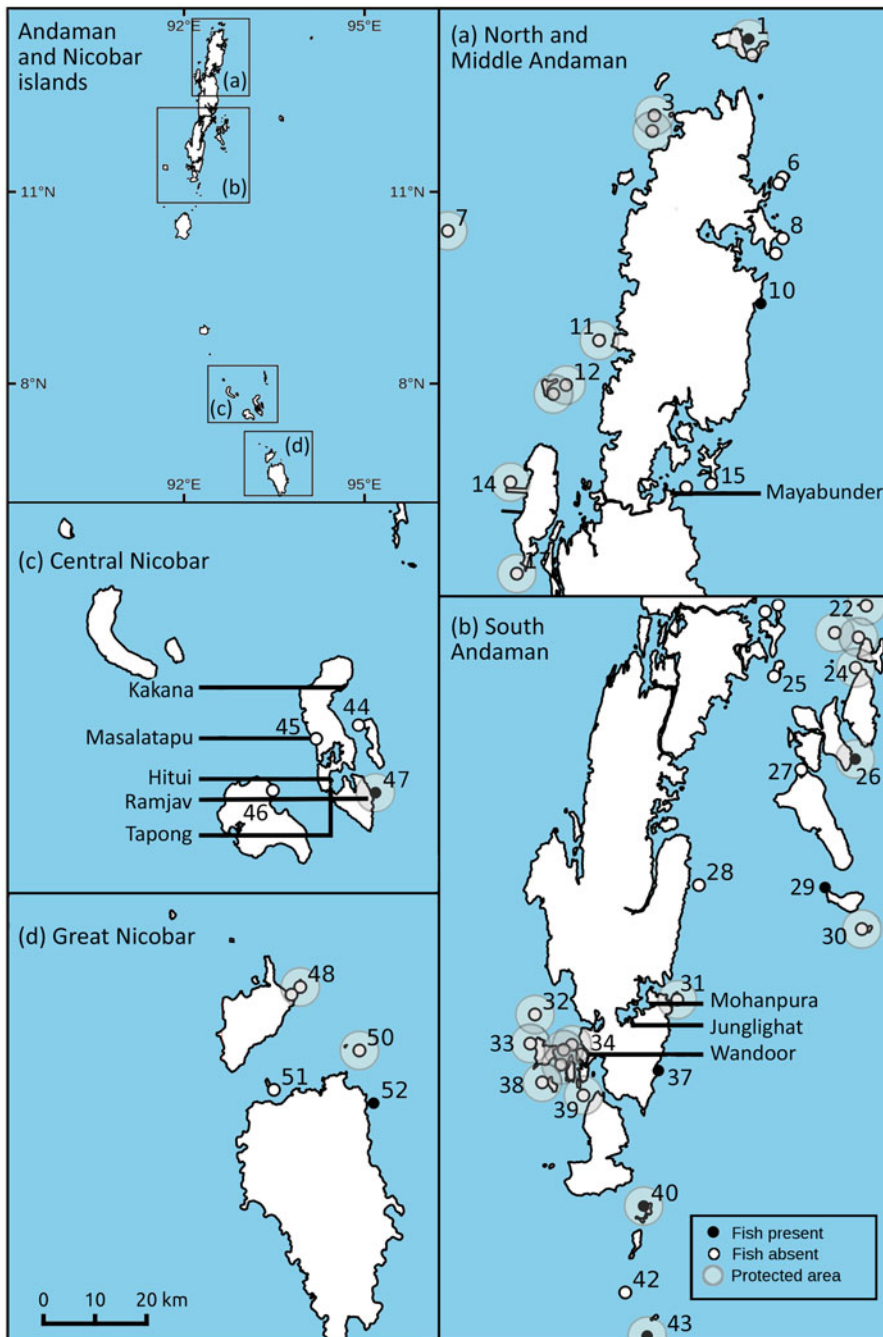 Andaman
and Nicobar
islands
92°E
95°E
(a)
(b)
11°N
8°N
(c)
(d)
92°E
95°E
(a) North and
Middle Andaman
1
3
6
7
8
10
11
12
14
15
Mayabunder
17
(c) Central Nicobar
Kakana
44
Masalatapu
45
Hitui
47
Ramjav
46
Tapong
(b) South
Andaman
22
24
25
27
26
28
29
30
31
32
Mohanpura
Junglighat
33
34
Wandoor
37
38
39
40
42
43
Fish present
Fish absent
Protected area
(d) Great Nicobar
48
50
51
52
0 10 20 km